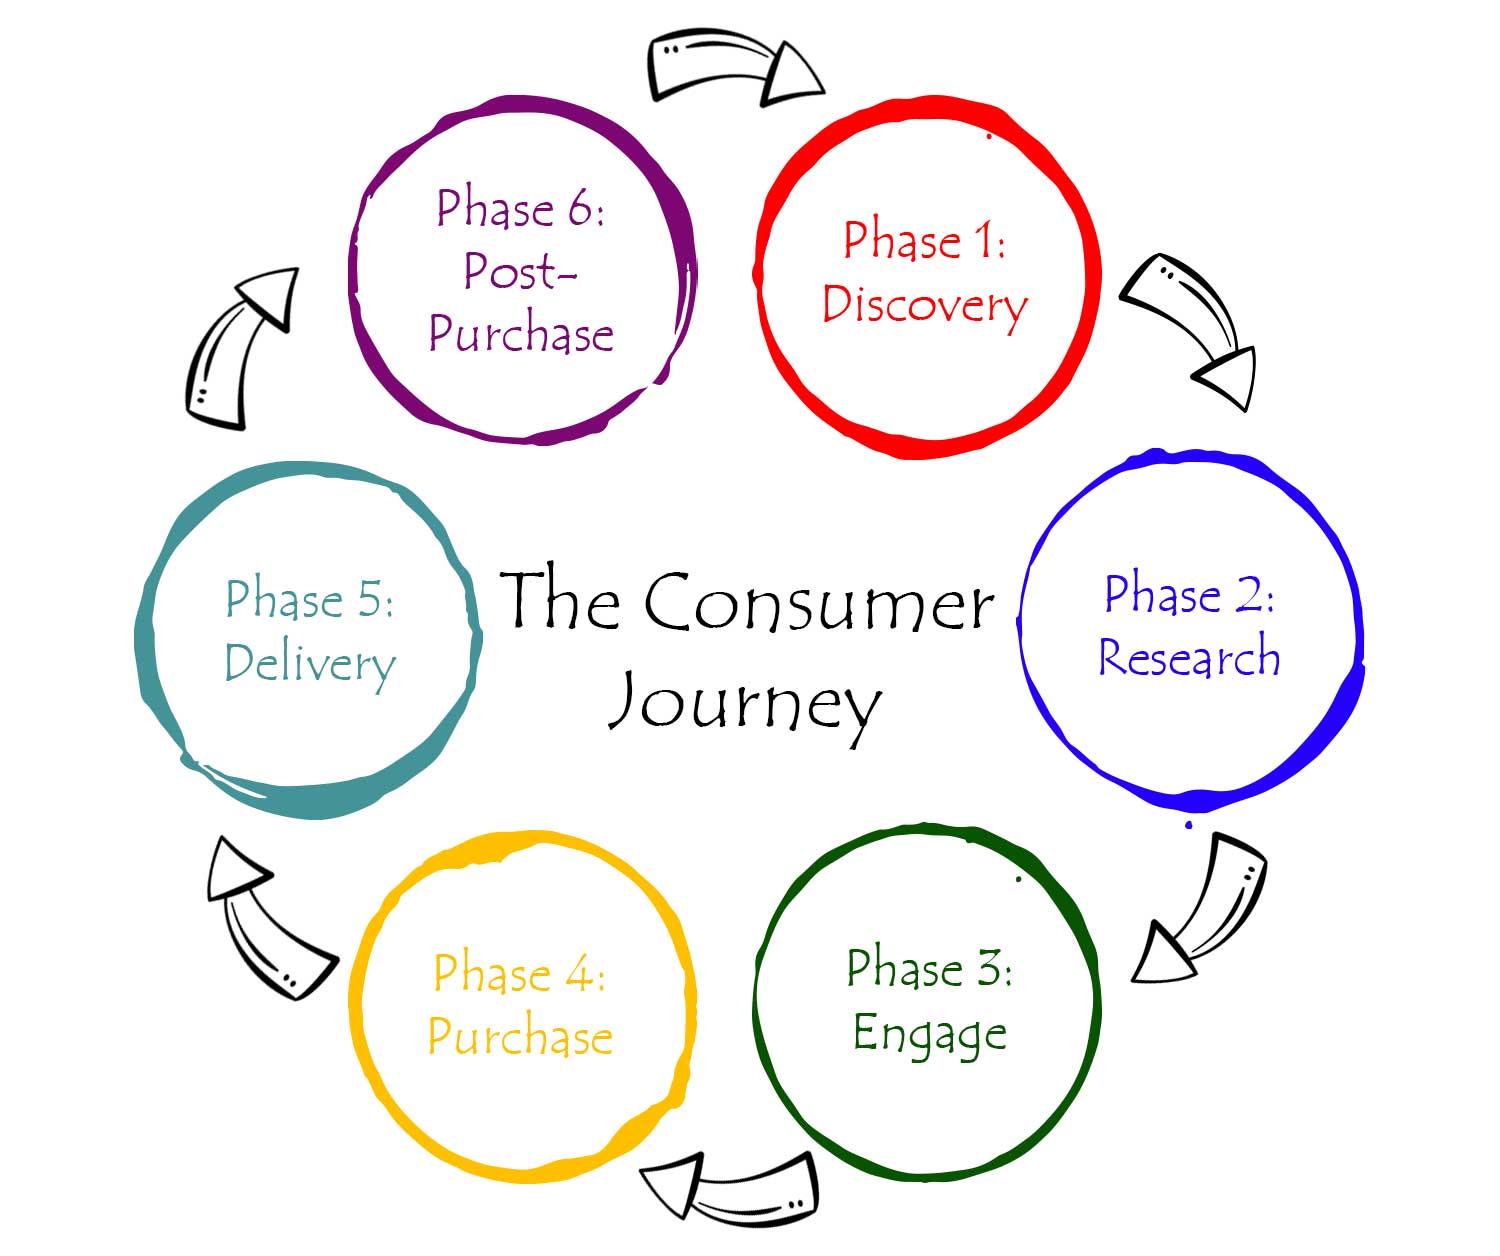 The Consumer
Journey
Phase 1:
Discovery
Phase 2:
Research
Phase 3:
Engage
Phase 4:
Purchase
Phase 5:
Delivery
Phase 6:
Post-
Purchase